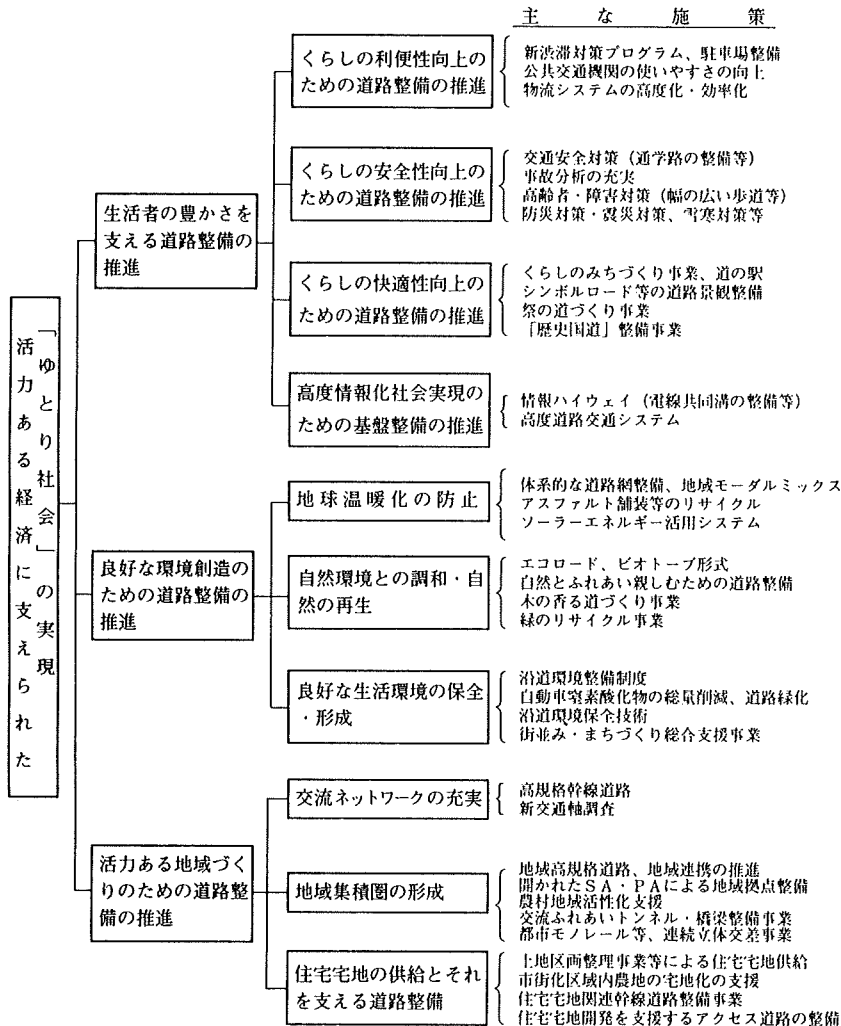 主な施策
活力ある経済に支えられた
「ゆとり社会」の実現
生活者の豊かさを
支える道路整備の
推進
くらしの利便性向上の
ための道路整備の推進
新渋滞対策プログラム、駐車場整備
公共交通機関の使いやすさの向上
物流システムの高度化・効率化
くらしの安全性向上の
ための道路整備の推進
交通安全対策（通学路の整備等）
事故分析の充実
高齢者・障害対策（幅の広い歩道等）
防災対策・震災対策、雪寒対策等
くらしの快適性向上の
ための道路整備の推進
くらしのみちづくり事業、道の駅
シンボルロード等の道路景観整備
祭の道づくり事業
「歴史国道」整備事業
高度情報化社会実現の
ための基盤整備の推進
情報ハイウェイ（電線共同溝の整備等）
高度道路交通システム
良好な環境創造の
ための道路整備の
推進
地球温暖化の防止
体系的な道路網整備、地域モーダルミックス
アスファルト舗装等のリサイクル
ソーラーエネルギー活用システム
自然環境との調和・自
然の再生
エコロード、ビオトープ形式
自然とふれあい親しむための道路整備
木の香る道づくり事業
緑のリサイクル事業
良好な生活環境の保全
・形成
沿道環境整備制度
自動車窒素酸化物の総量削減、道路緑化
沿道環境保全技術
街並み・まちづくり総合支援事業
活力ある地域づく
りのための道路整
備の推進
交流ネットワークの充実
高規格幹線道路
新交通軸調査
地域集積圏の形成
地域高規格道路、地域連携の推進
開かれたＳＡ・ＰＡによる地域拠点整備
農村地域活性化支援
交流ふれあいトンネル・橋梁整備事業
都市モノレール等、連続立体交差事業
住宅宅地の供給とそれ
を支える道路整備
土地区画整理事業等による住宅宅地供給
市街化区域内農地の宅地化の支援
住宅宅地関連幹線道路整備事業
住宅宅地開発を支援するアクセス道路の整備